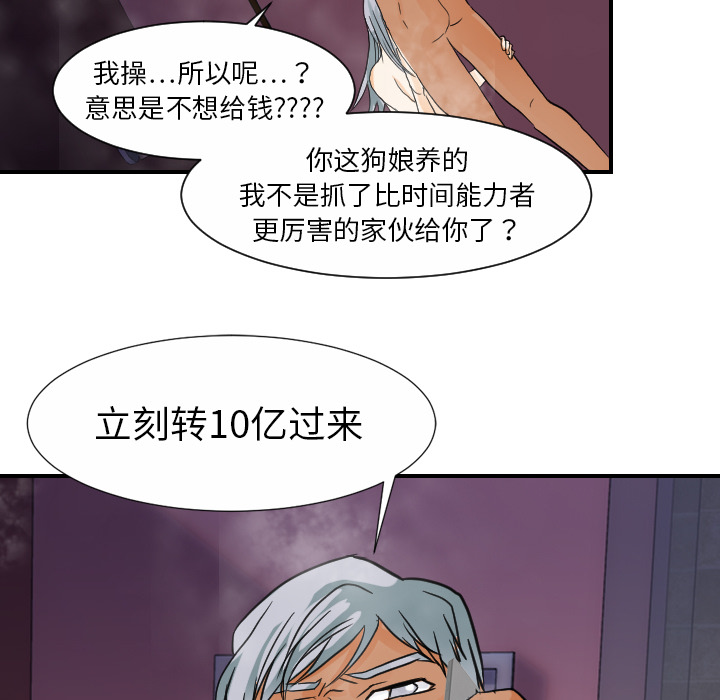 我操...所以呢...？
意思是不想给钱????
你这狗娘养的
我不是抓了比时间能力者
更厉害的家伙给你了？
立刻转10亿过来